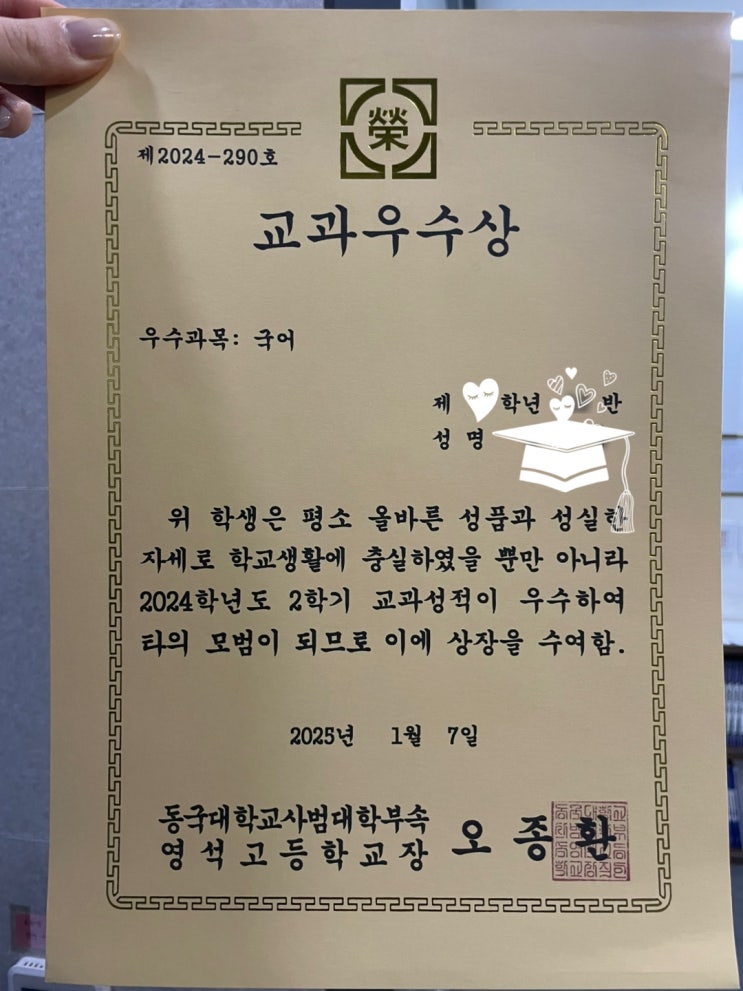 榮
제2024-290호
교과우수상
우수과목: 국어
제 학년 반
성 명
위 학생은 평소 올바른 성품과 성실한
자세로 학교생활에 충실하였을 뿐만 아니라
2024학년도 2학기 교과성적이 우수하여
타의 모범이 되므로 이에 상장을 수여함.
2025년 1월 7일
동국대학교사범대학부속
영석고등학교장 오종환